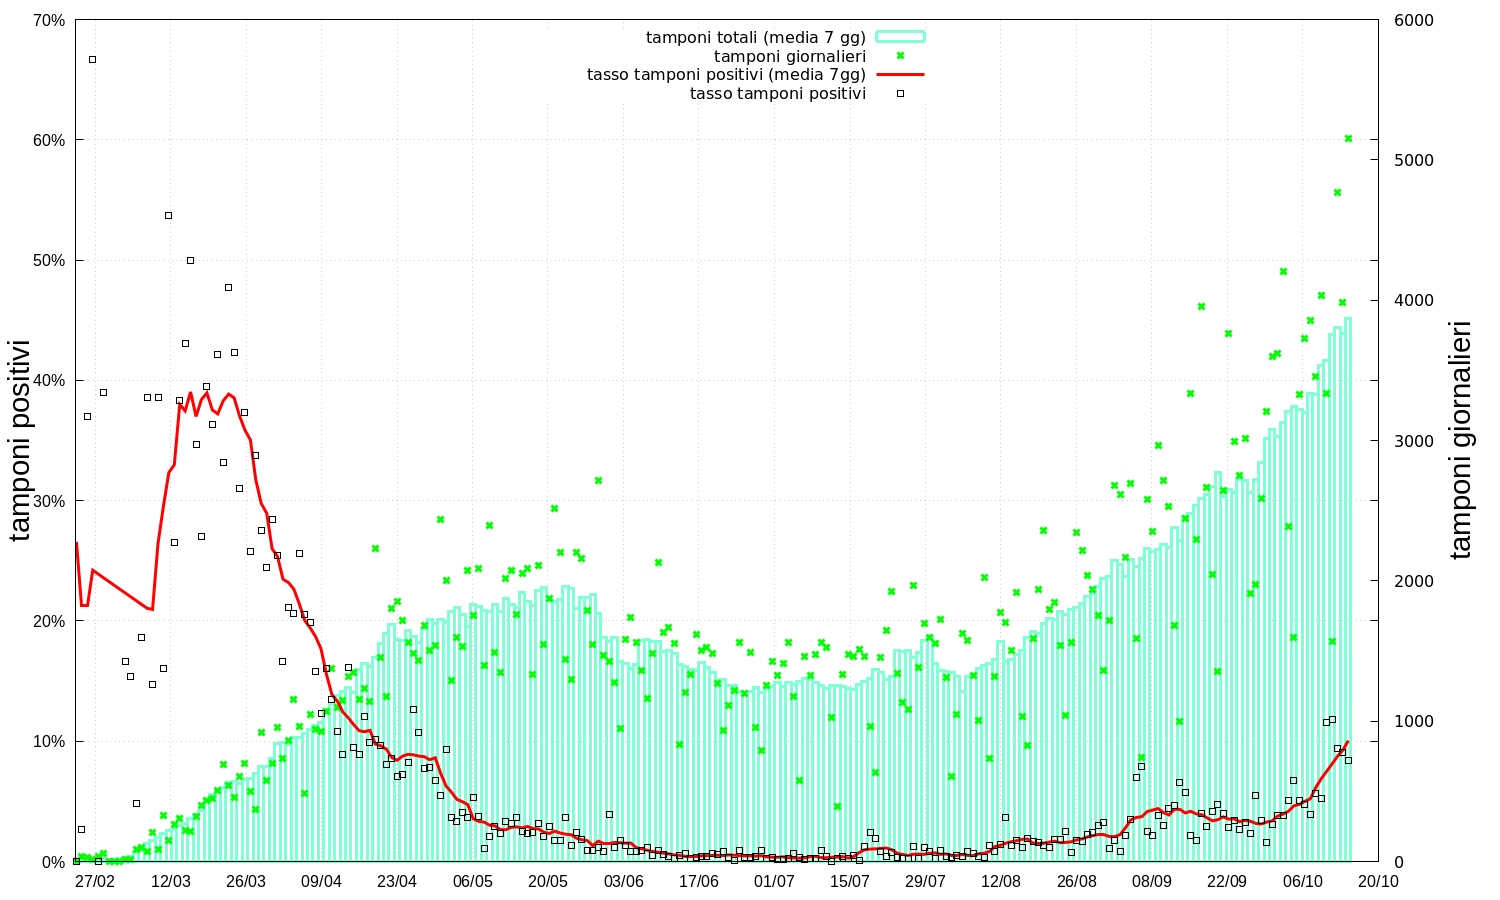 tamponi totali (media 7 gg)
tamponi giornalieri
tasso tamponi positivi (media 7gg)
tasso tamponi positivi
70%
60%
50%
40%
30%
20%
10%
0%
tamponi positivi
6000
5000
4000
3000
2000
1000
0
tamponi giornalieri
27/02 12/03 26/03 09/04 23/04 06/05 20/05 03/06 17/06 01/07 15/07 29/07 12/08 26/08 08/09 22/09 06/10 20/10